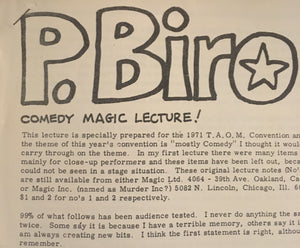 P. Biro
COMEDY MAGIC LECTURE!
This lecture is specially prepared for the 1971 T.A.O.M. Convention an
the theme of this year's convention is "mostly Comedy" I thought it woul
carry through on the theme. In my first lecture there were many items
mainly for close-up performers and these items have been left out, beca
could not be seen in a stage situation. These original lecture notes (No'
are still available from either Magic Ltd. 4064 - 39th Ave. Oakland, Ca
or Magic Inc. (named as Murder Inc?) 5082 N. Lincoln, Chicago, Ill. 60
$1 and 2 for no's 1 and 2 respectively.
99% of what follows has been audience tested. I never do anything the sa
twice. Some say it is because I have a terrible memory, others say it i
am always creating new bits. I think the first statement is right, althoug
remember.